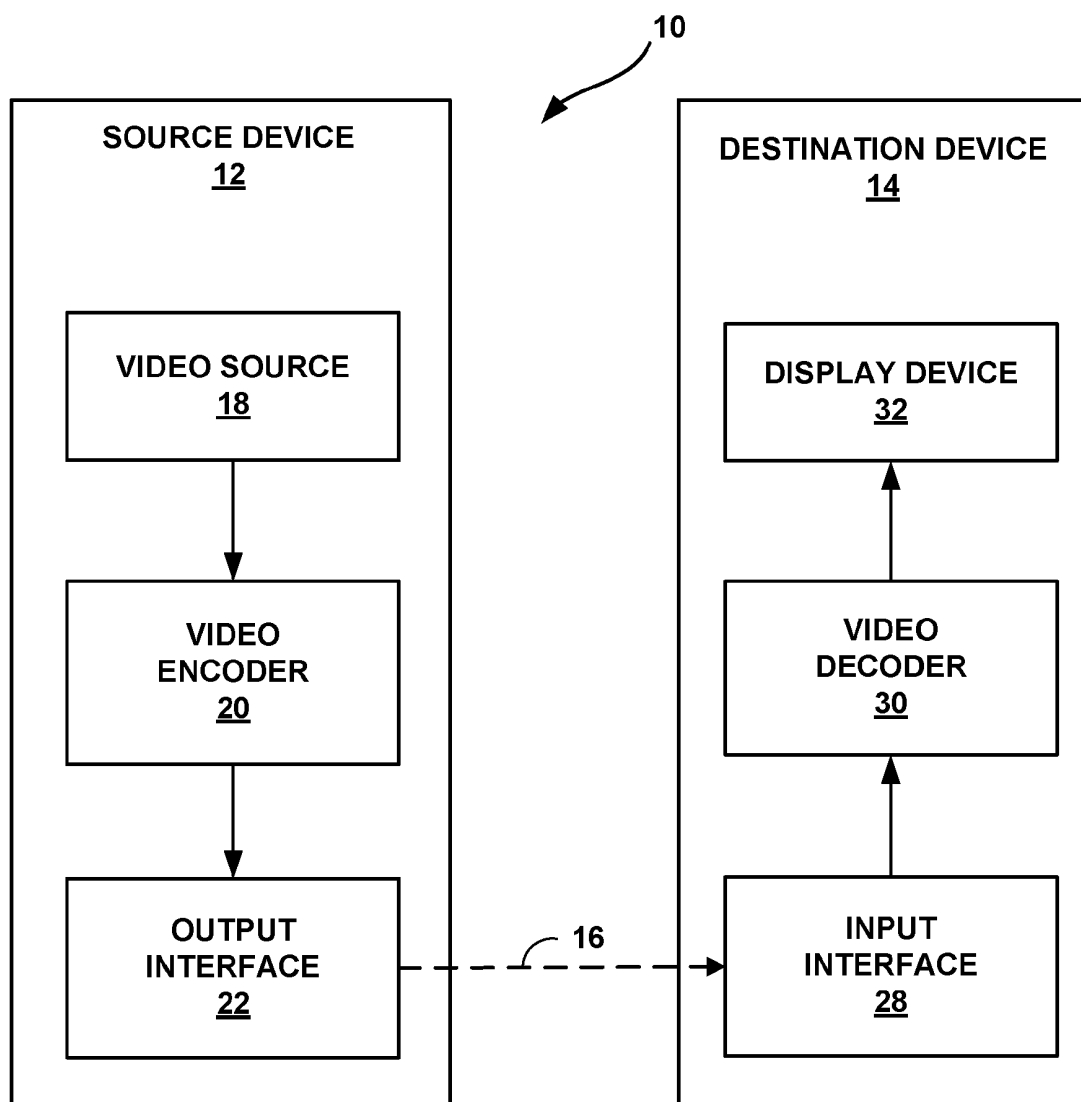 10
SOURCE DEVICE
12
VIDEO SOURCE
18
VIDEO
ENCODER
20
OUTPUT
INTERFACE
22
16
DESTINATION DEVICE
14
DISPLAY DEVICE
32
VIDEO
DECODER
30
INPUT
INTERFACE
28